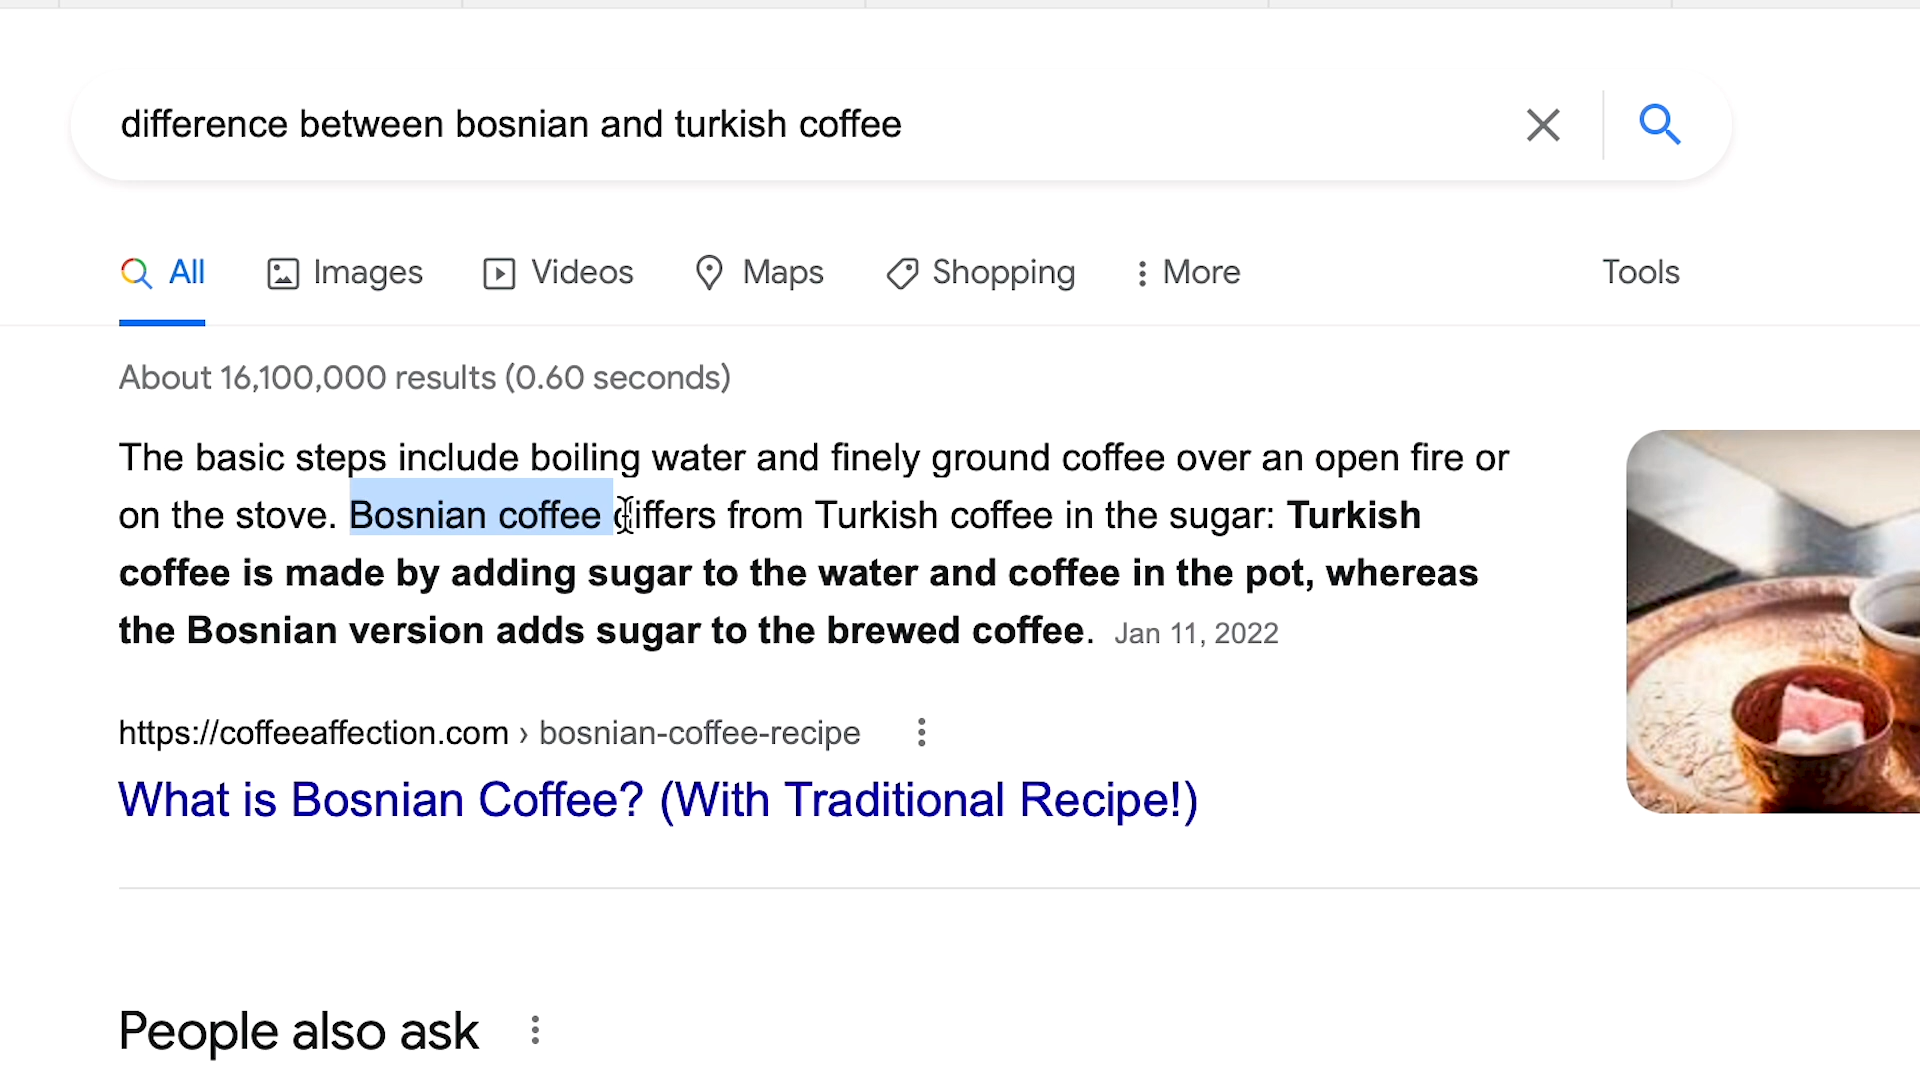 difference between bosnian and turkish coffee
All Images Videos Maps Shopping More Tools
About 16,100,000 results (0.60 seconds)
The basic steps include boiling water and finely ground coffee over an open fire or
on the stove. Bosnian coffee differs from Turkish coffee in the sugar: Turkish
coffee is made by adding sugar to the water and coffee in the pot, whereas
the Bosnian version adds sugar to the brewed coffee. Jan 11, 2022
https://coffeeaffection.com › bosnian-coffee-recipe
What is Bosnian Coffee? (With Traditional Recipe!)
People also ask